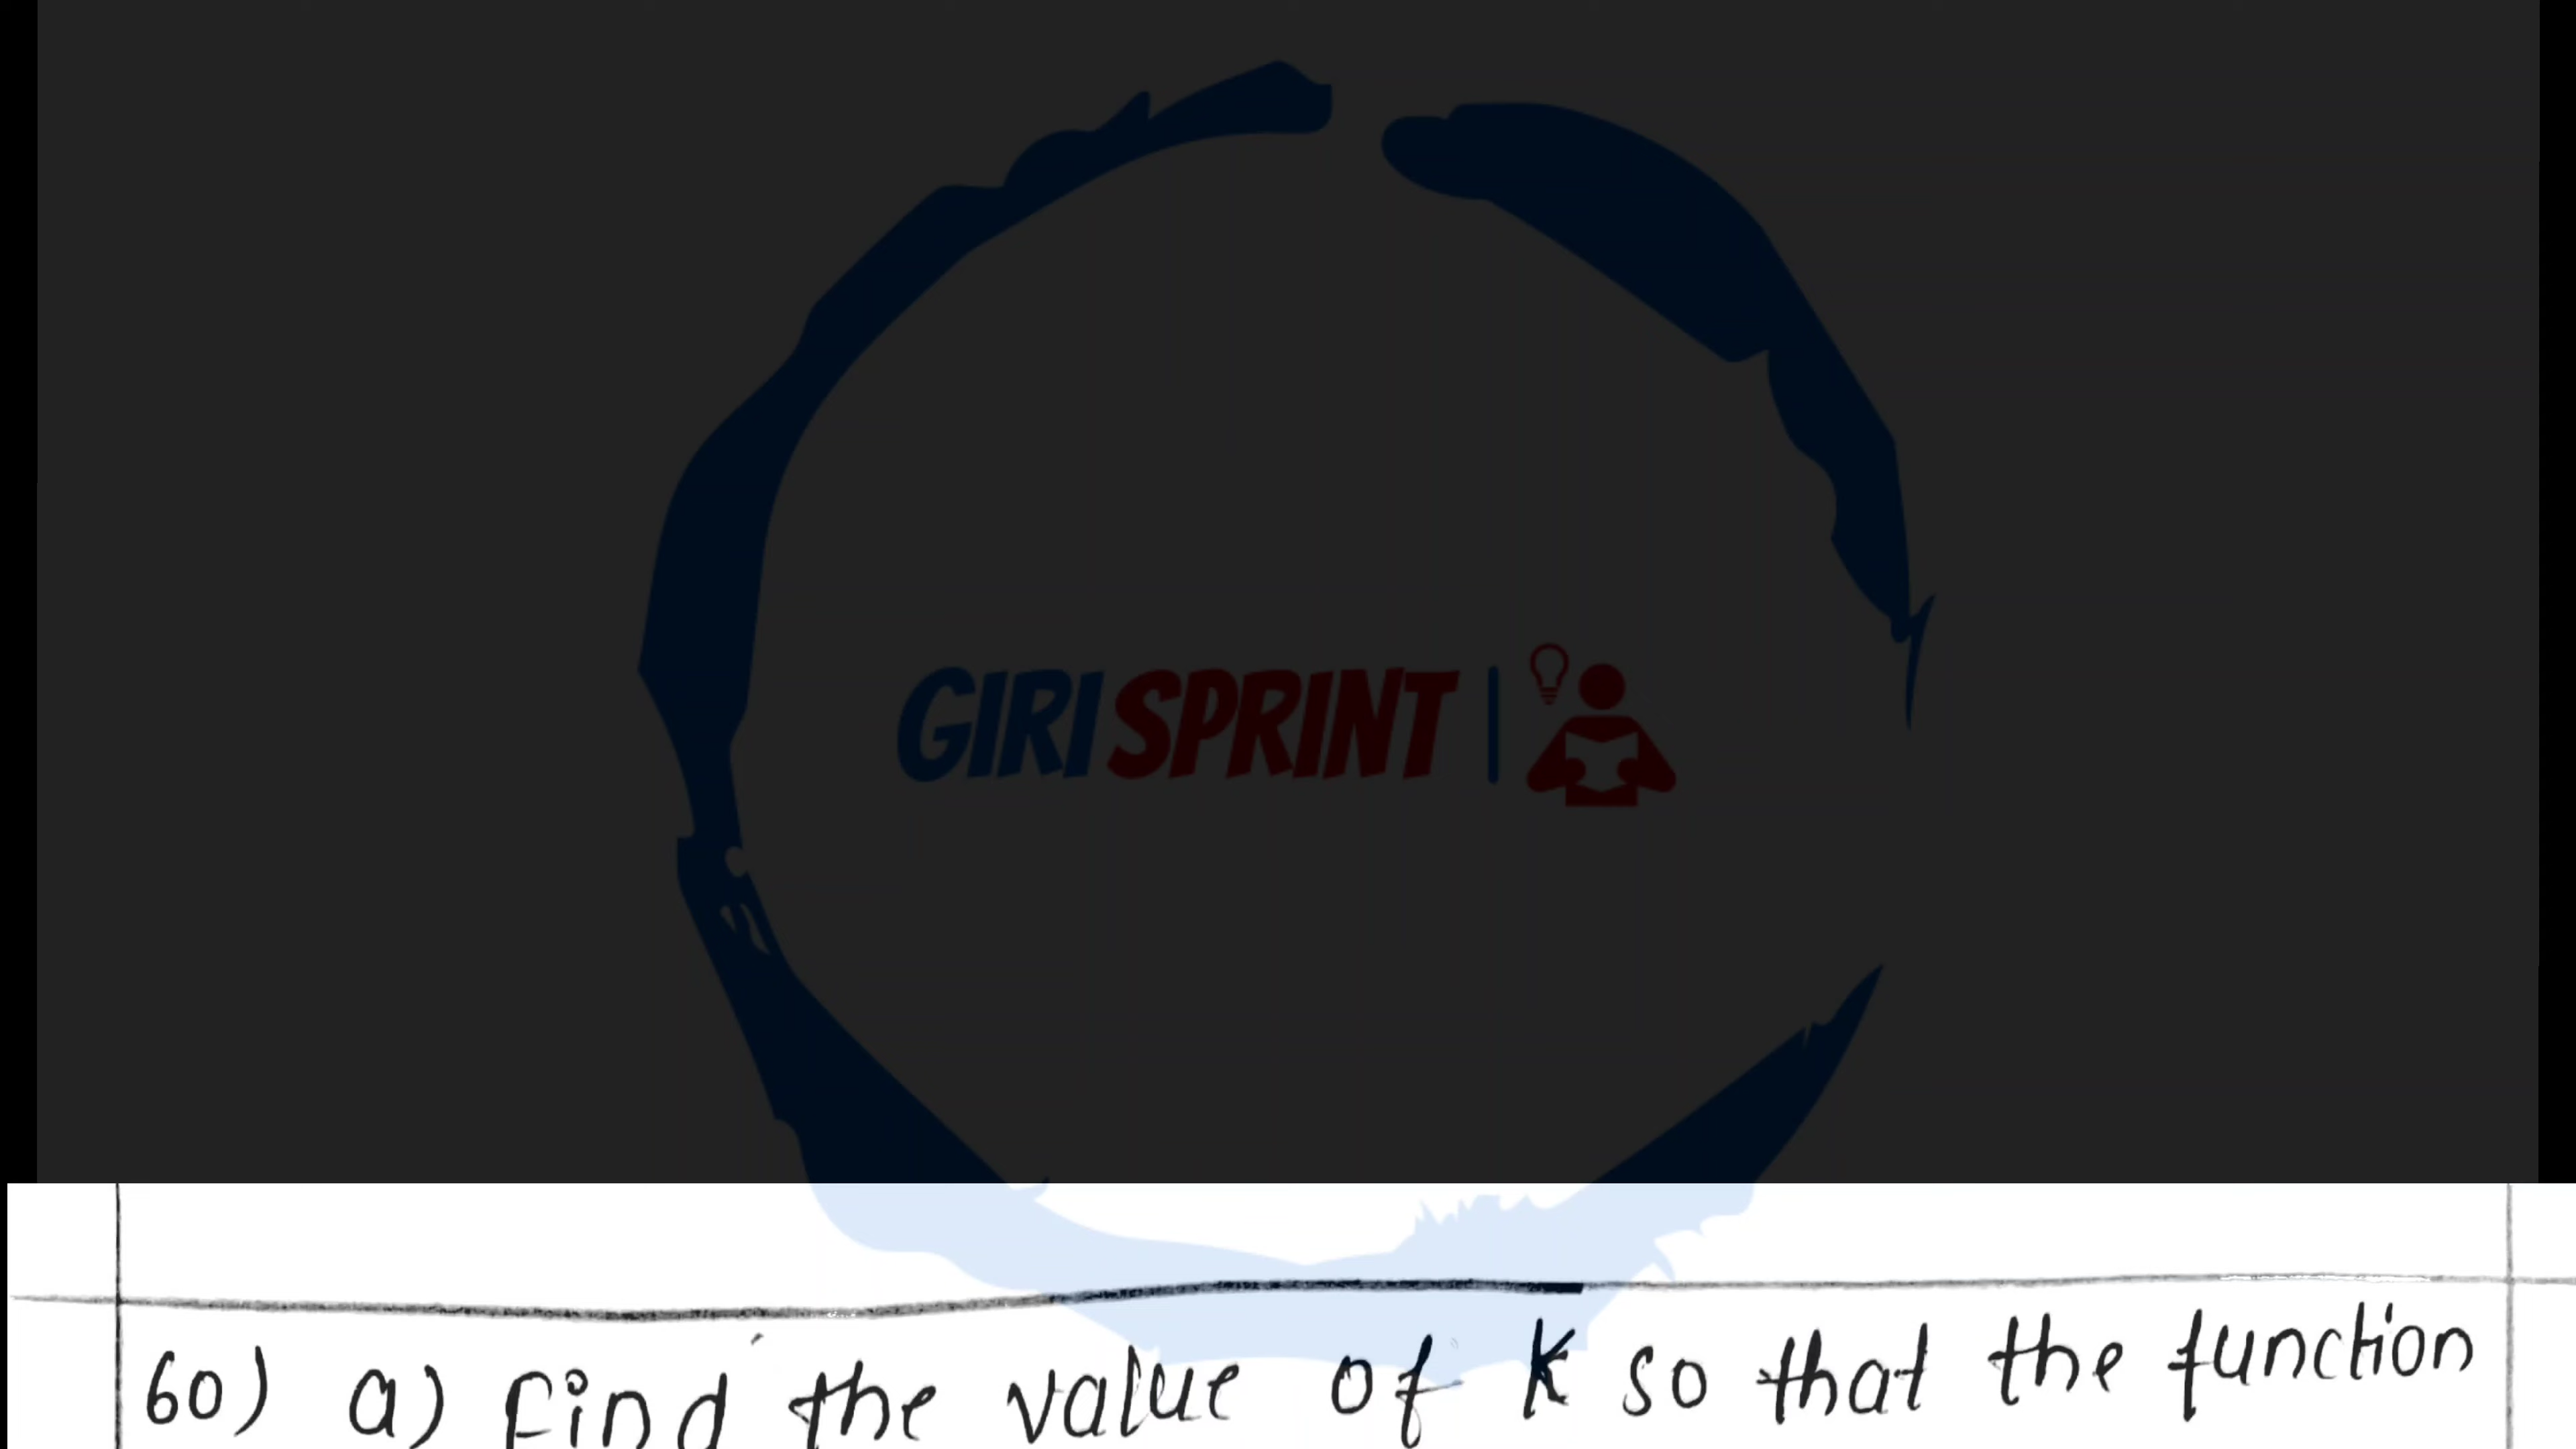 GIRI SPRINT
60) a) Find the value of K so that the function